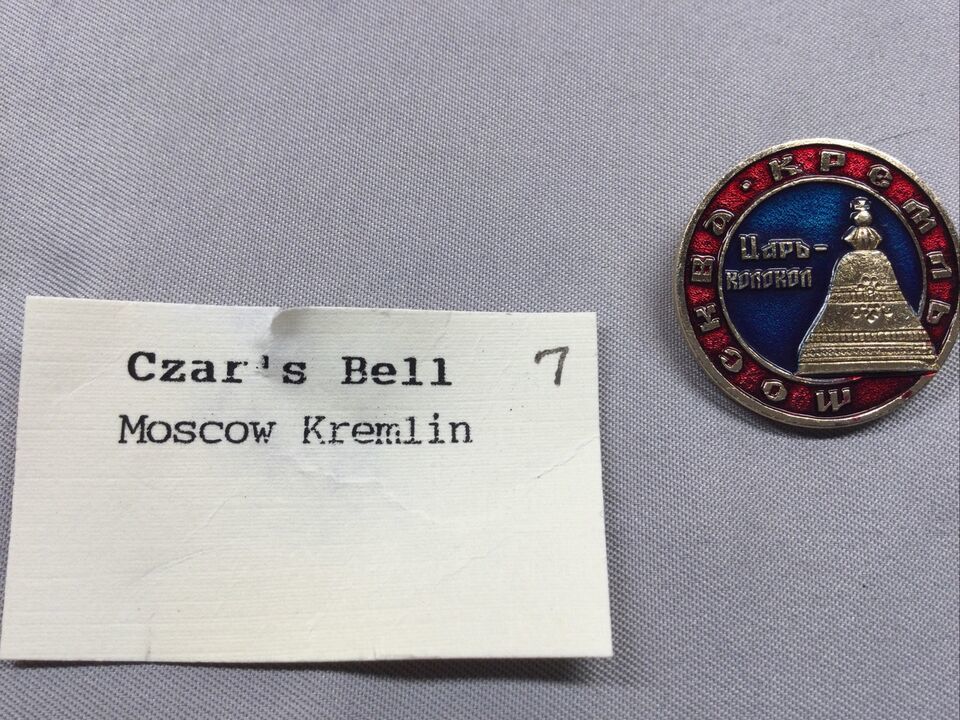 Czar's Bell 7
Moscow Kremlin
Москва · Кремль
Царь-
колокол